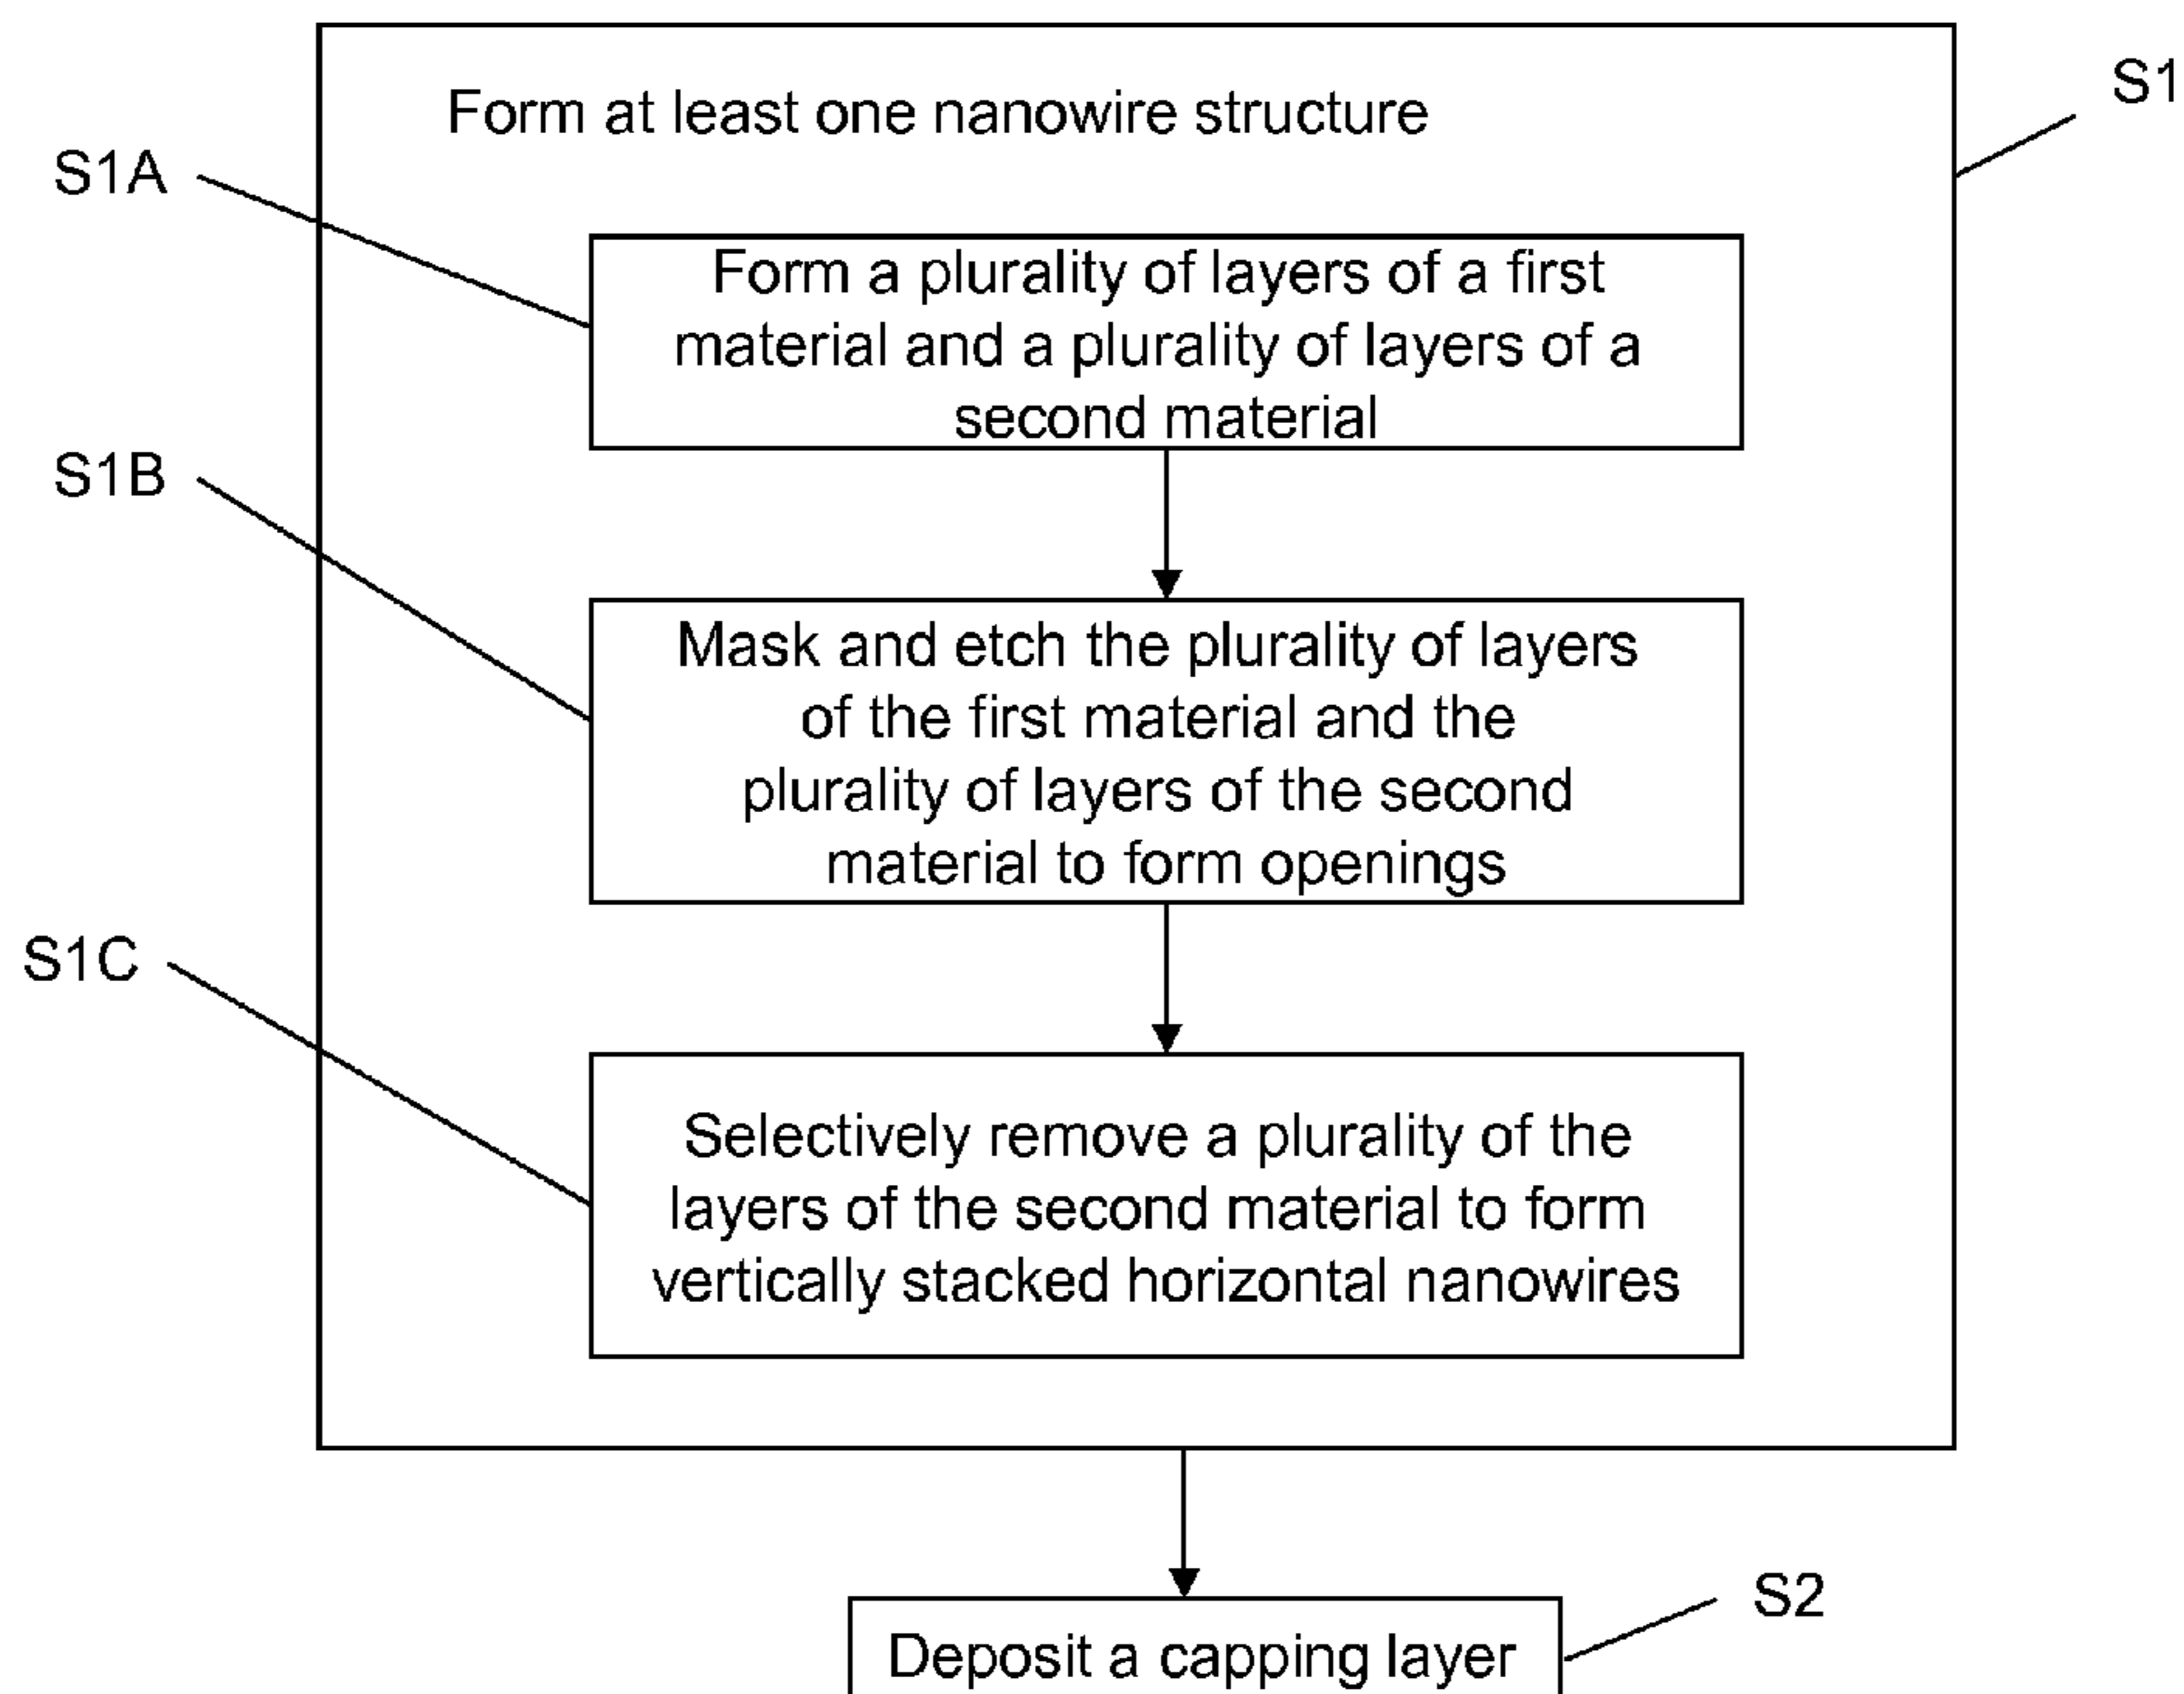 S1
Form at least one nanowire structure
S1A
Form a plurality of layers of a first
material and a plurality of layers of a
second material
S1B
Mask and etch the plurality of layers
of the first material and the
plurality of layers of the second
material to form openings
S1C
Selectively remove a plurality of the
layers of the second material to form
vertically stacked horizontal nanowires
S2
Deposit a capping layer